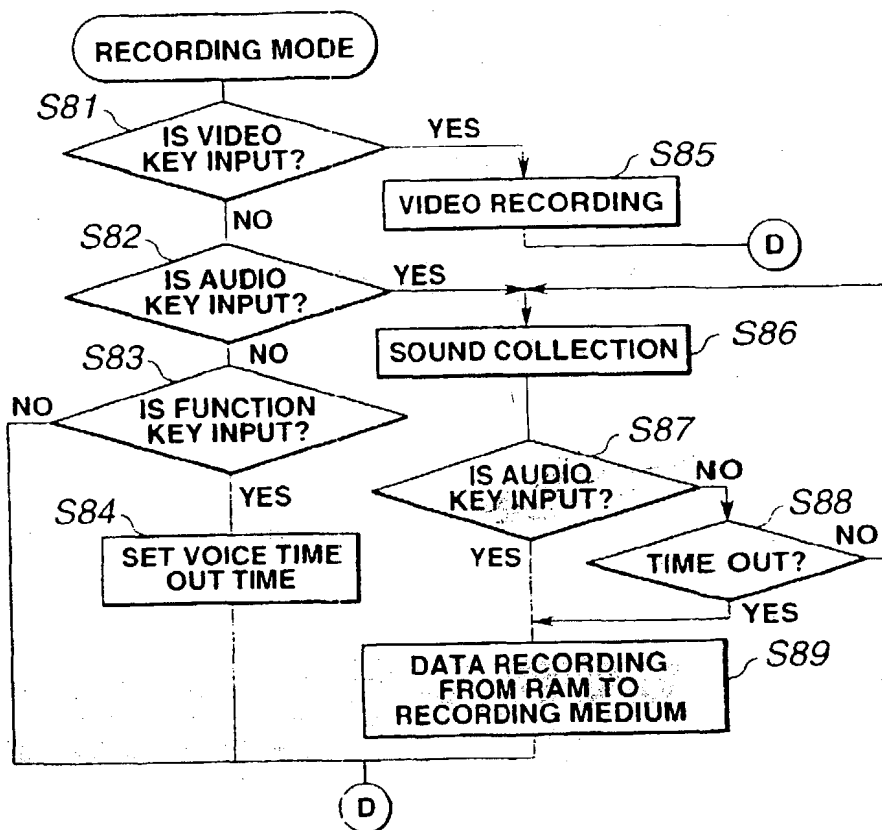 RECORDING MODE
S81
IS VIDEO
KEY INPUT?
YES
NO
S85
VIDEO RECORDING
D
S82
IS AUDIO
KEY INPUT?
YES
NO
S86
SOUND COLLECTION
S83
NO
IS FUNCTION
KEY INPUT?
YES
S84
SET VOICE TIME
OUT TIME
S87
IS AUDIO
KEY INPUT?
NO
YES
S88
TIME OUT?
NO
YES
S89
DATA RECORDING
FROM RAM TO
RECORDING MEDIUM
D